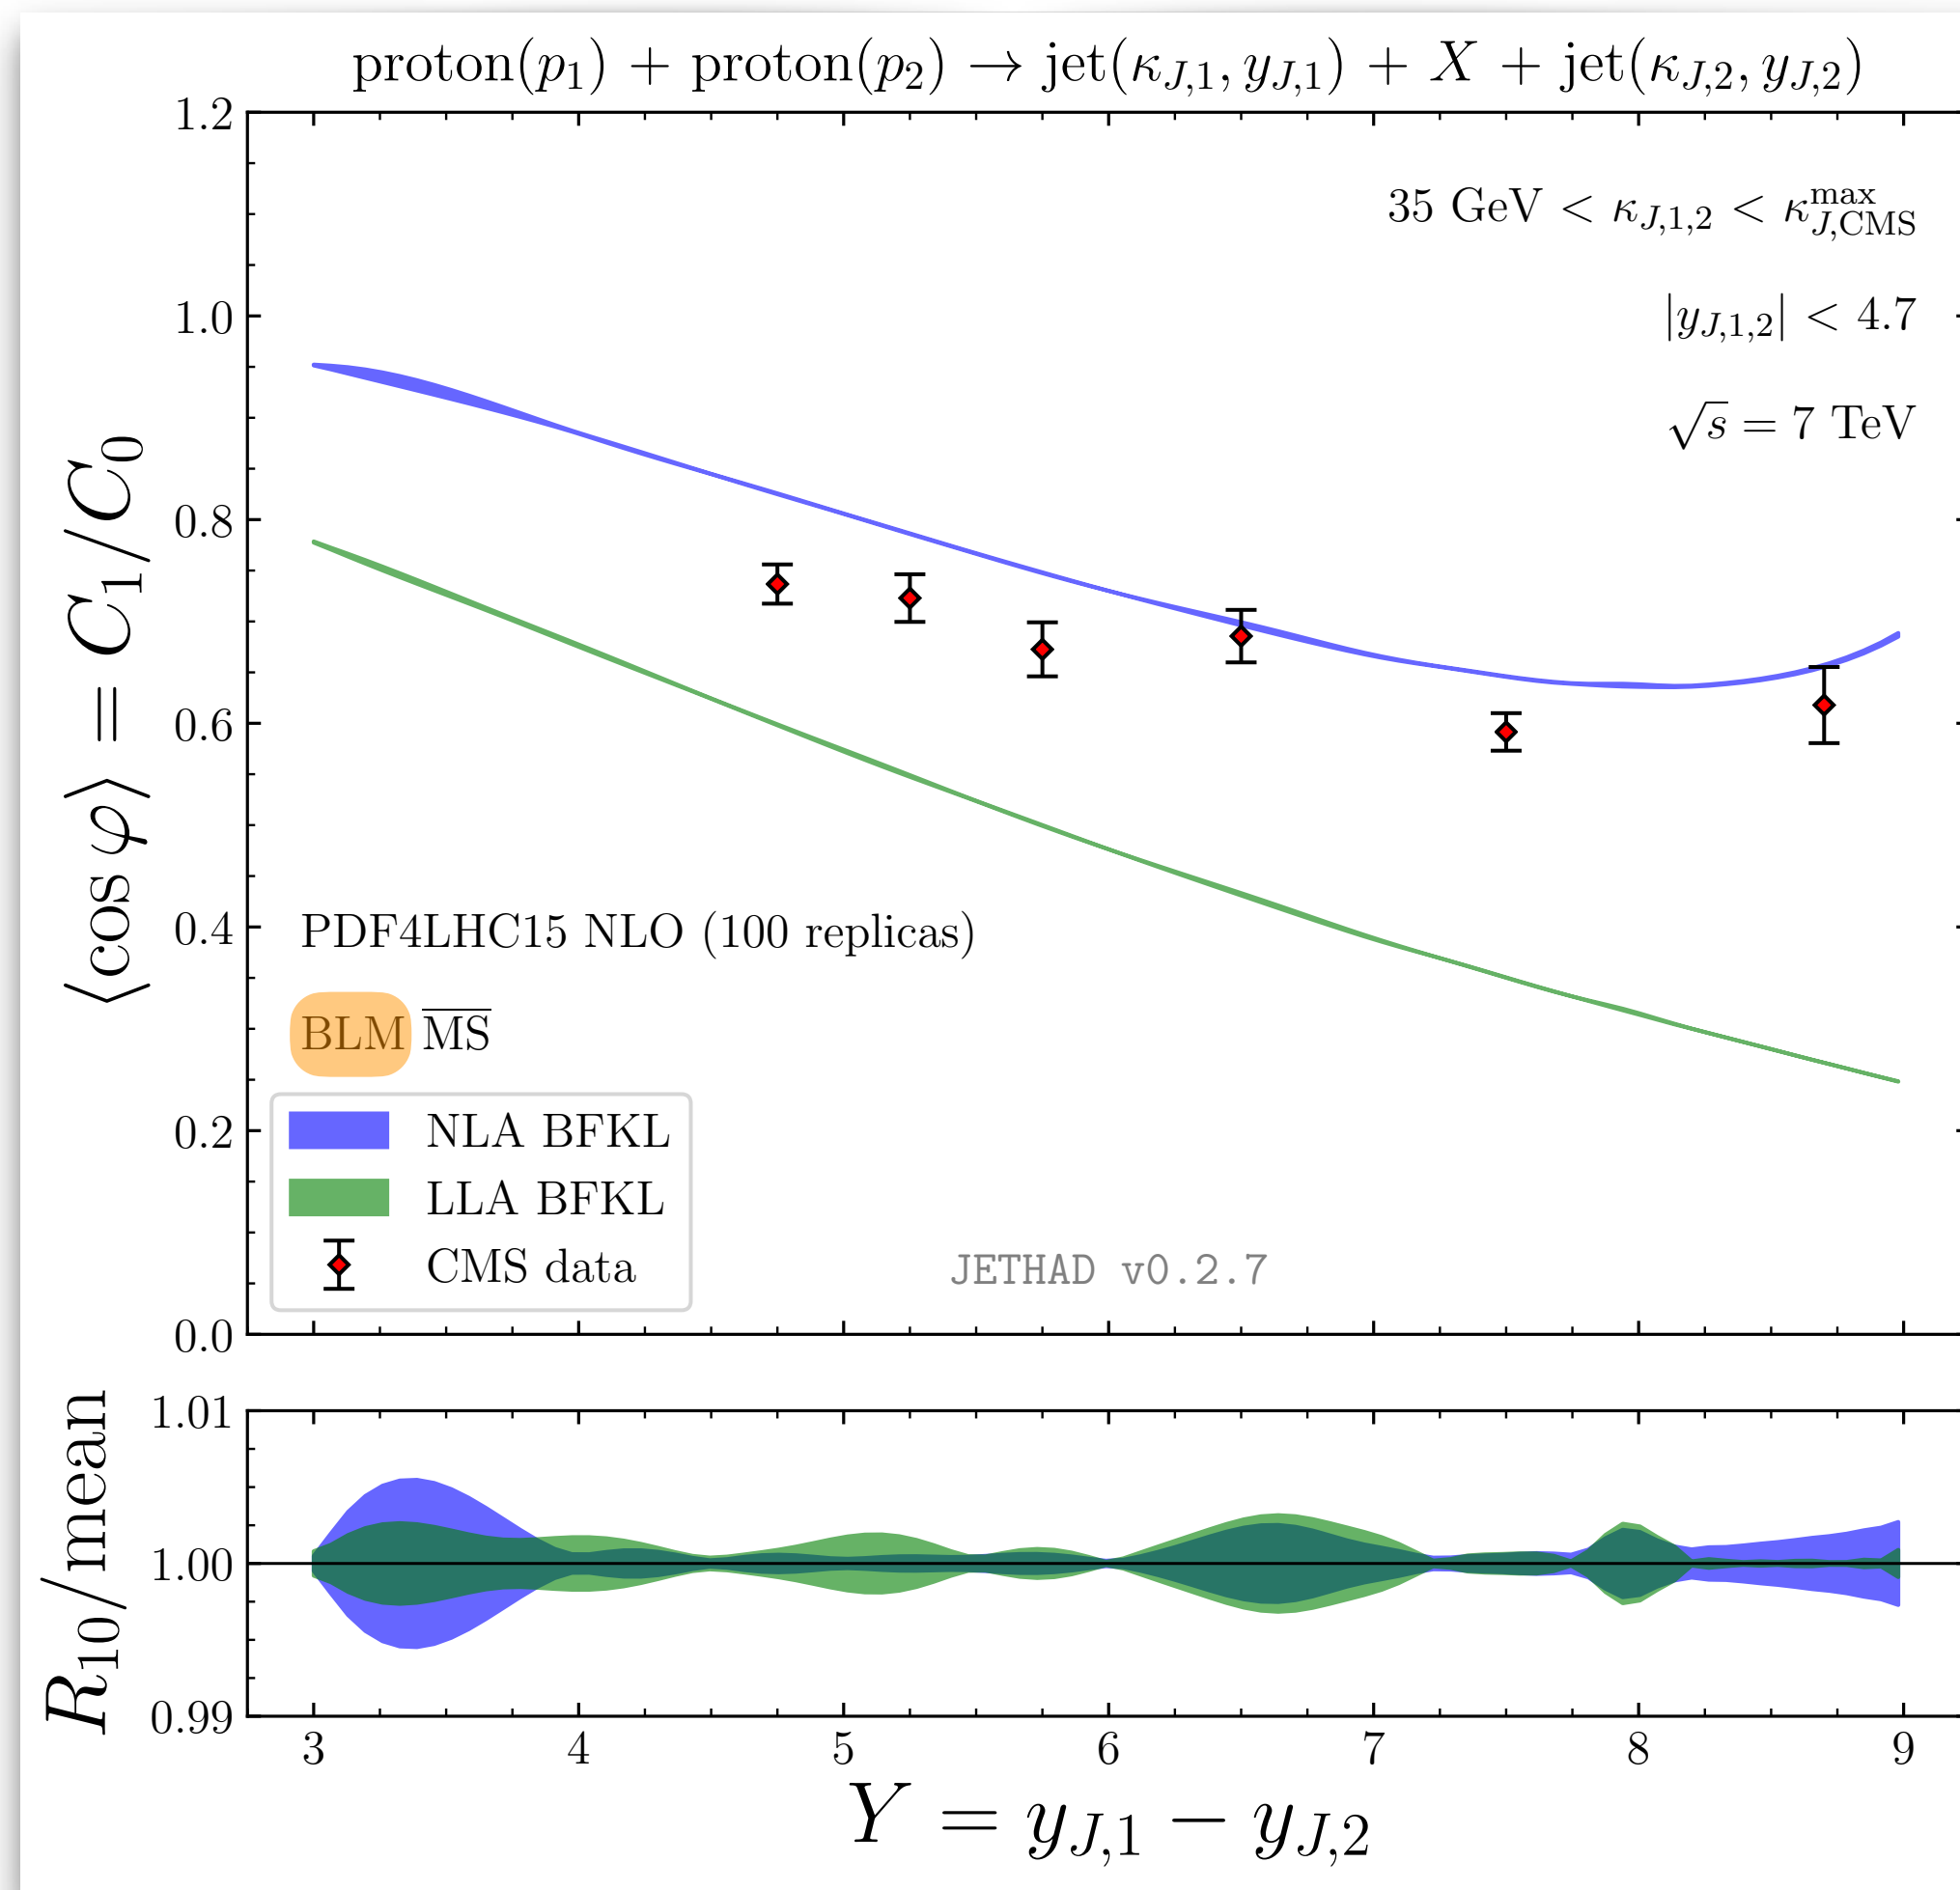 proton(p₁) + proton(p₂) → jet(κ_{J,1}, y_{J,1}) + X + jet(κ_{J,2}, y_{J,2})
1.2
1.0
0.8
0.6
0.4
0.2
0.0
⟨cos φ⟩ = C₁/C₀
35 GeV < κ_{J,1,2} < κ^{max}_{J,CMS}
|y_{J,1,2}| < 4.7
√s = 7 TeV
PDF4LHC15 NLO (100 replicas)
BLM \overline{MS}
NLA BFKL
LLA BFKL
CMS data
JETHAD v0.2.7
1.01
1.00
0.99
R₁₀/mean
3 4 5 6 7 8 9
Y = y_{J,1} − y_{J,2}